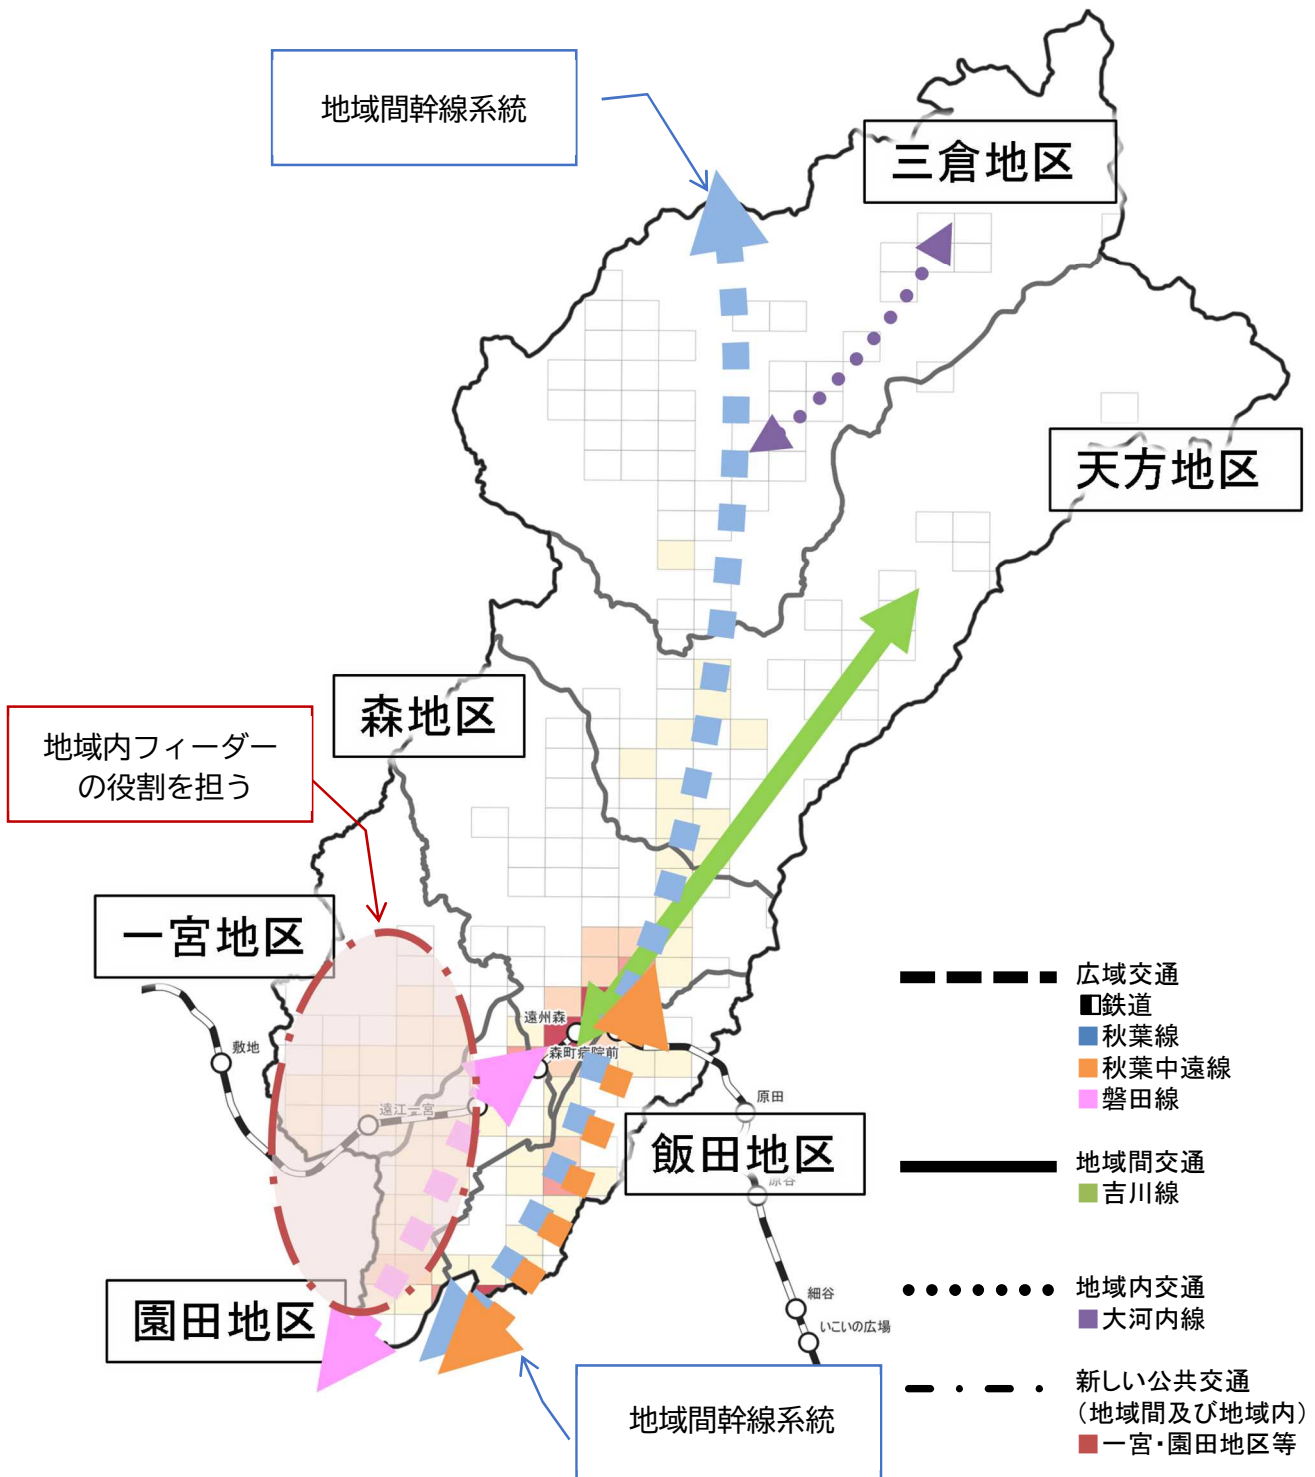 地域間幹線系統
三倉地区
天方地区
森地区
地域内フィーダー
の役割を担う
一宮地区
遠州森
森町病院前
敷地
遠江一宮
原田
飯田地区
原谷
園田地区
細谷
いこいの広場
地域間幹線系統
広域交通
鉄道
秋葉線
秋葉中遠線
磐田線
地域間交通
吉川線
地域内交通
大河内線
新しい公共交通
(地域間及び地域内)
一宮・園田地区等